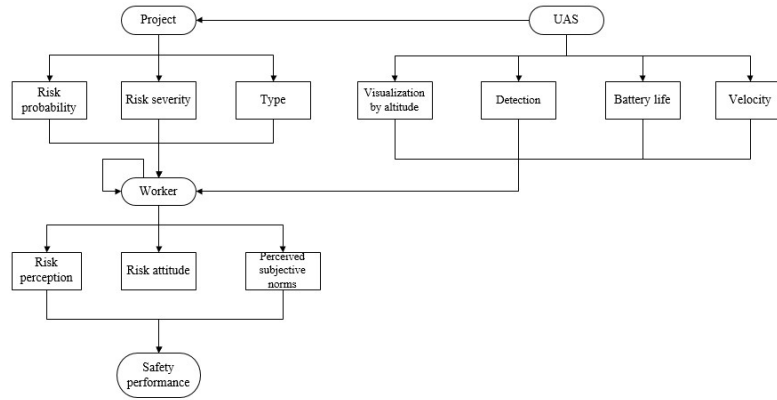 Project
UAS
Risk
probability
Risk severity
Type
Visualization
by altitude
Detection
Battery life
Velocity
Worker
Risk
perception
Risk attitude
Perceived
subjective
norms
Safety
performance